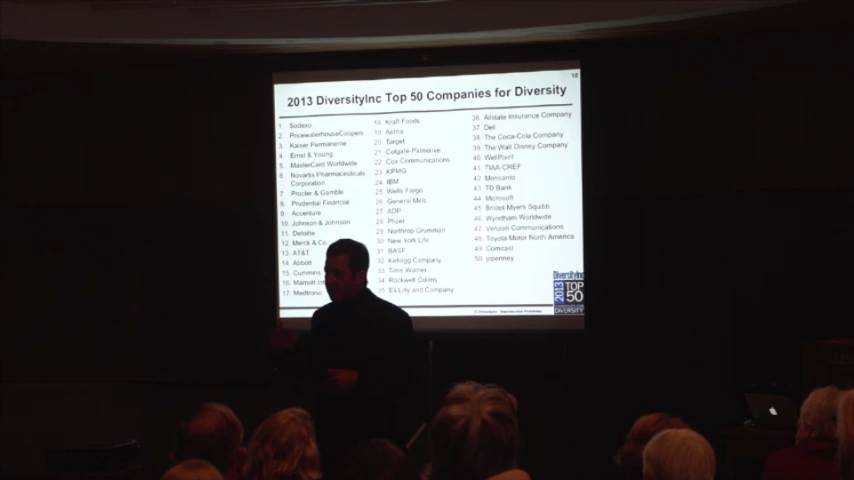 18
2013 DiversityInc Top 50 Companies for Diversity
1. Sodexo
2. PricewaterhouseCoopers
3. Kaiser Permanente
4. Ernst & Young
5. MasterCard Worldwide
6. Novartis Pharmaceuticals
Corporation
7. Procter & Gamble
8. Prudential Financial
9. Accenture
10. Johnson & Johnson
11. Deloitte
12. Merck & Co.
13. AT&T
14. Abbott
15. Cummins
16. Marriott
17. Medtronic
18. Kraft Foods
19. Aetna
20. Target
21. Colgate-Palmolive
22. Cox Communications
23. KPMG
24. IBM
25. Wells Fargo
26. General Mills
27. ADP
28. Pfizer
29. Northrop Grumman
30. New York Life
31. BASF
32. Kellogg Company
33. Time Warner
34. Rockwell Collins
35. Eli Lilly and Company
36. Allstate Insurance Company
37. Dell
38. The Coca-Cola Company
39. The Walt Disney Company
40. WellPoint
41. TIAA-CREF
42. Monsanto
43. TD Bank
44. Microsoft
45. Bristol-Myers Squibb
46. Wyndham Worldwide
47. Verizon Communications
48. Toyota Motor North America
49. Comcast
50. jcpenney
DiversityInc
2013 TOP
50
DIVERSITY